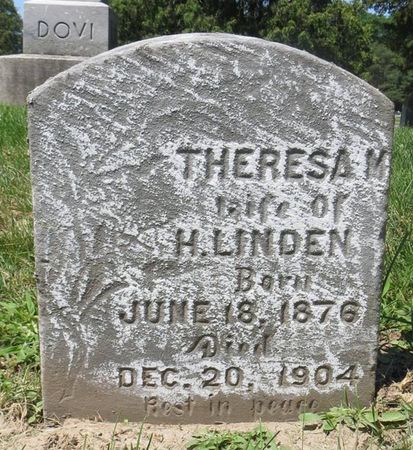 DOVI
THERESA M
Wife Of
H. LINDEN
Born
JUNE 18, 1876
Died
DEC. 20, 1904
Rest in peace